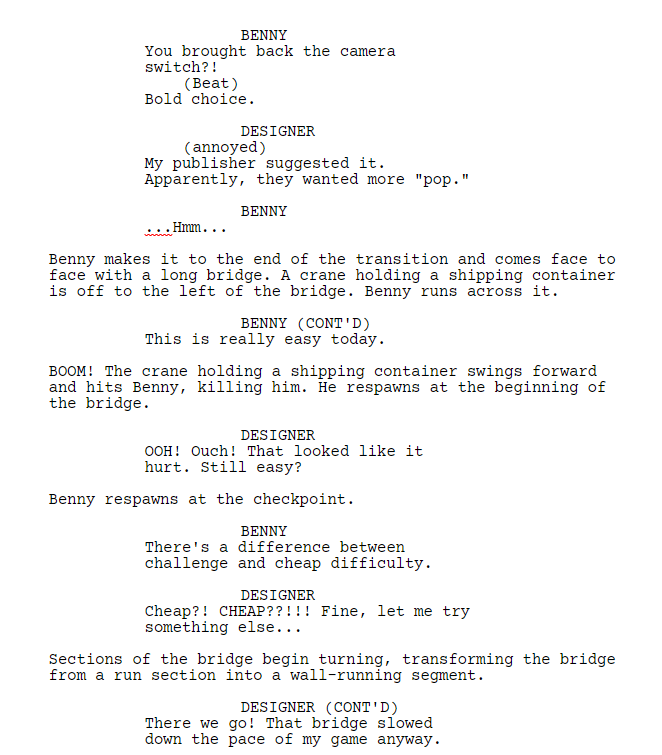 BENNY
You brought back the camera
switch?!
(Beat)
Bold choice.
DESIGNER
(annoyed)
My publisher suggested it.
Apparently, they wanted more "pop."
BENNY
...Hmm...
Benny makes it to the end of the transition and comes face to
face with a long bridge. A crane holding a shipping container
is off to the left of the bridge. Benny runs across it.
BENNY (CONT'D)
This is really easy today.
BOOM! The crane holding a shipping container swings forward
and hits Benny, killing him. He respawns at the beginning of
the bridge.
DESIGNER
OOH! Ouch! That looked like it
hurt. Still easy?
Benny respawns at the checkpoint.
BENNY
There's a difference between
challenge and cheap difficulty.
DESIGNER
Cheap?! CHEAP??!!! Fine, let me try
something else...
Sections of the bridge begin turning, transforming the bridge
from a run section into a wall-running segment.
DESIGNER (CONT'D)
There we go! That bridge slowed
down the pace of my game anyway.